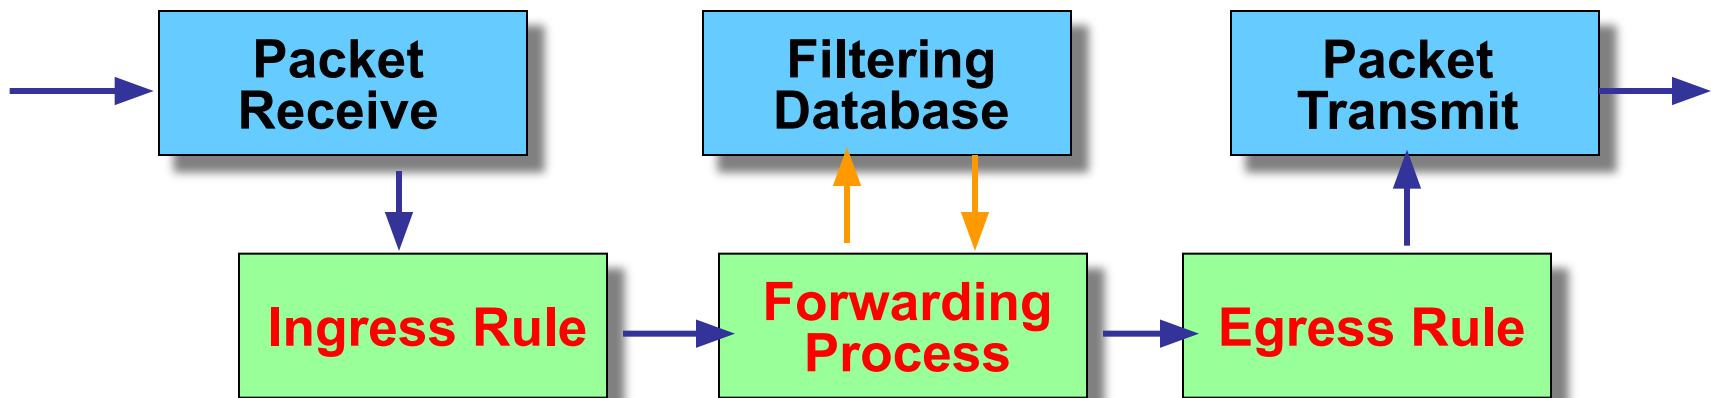 Packet
Receive
Filtering
Database
Packet
Transmit
Ingress Rule
Forwarding
Process
Egress Rule